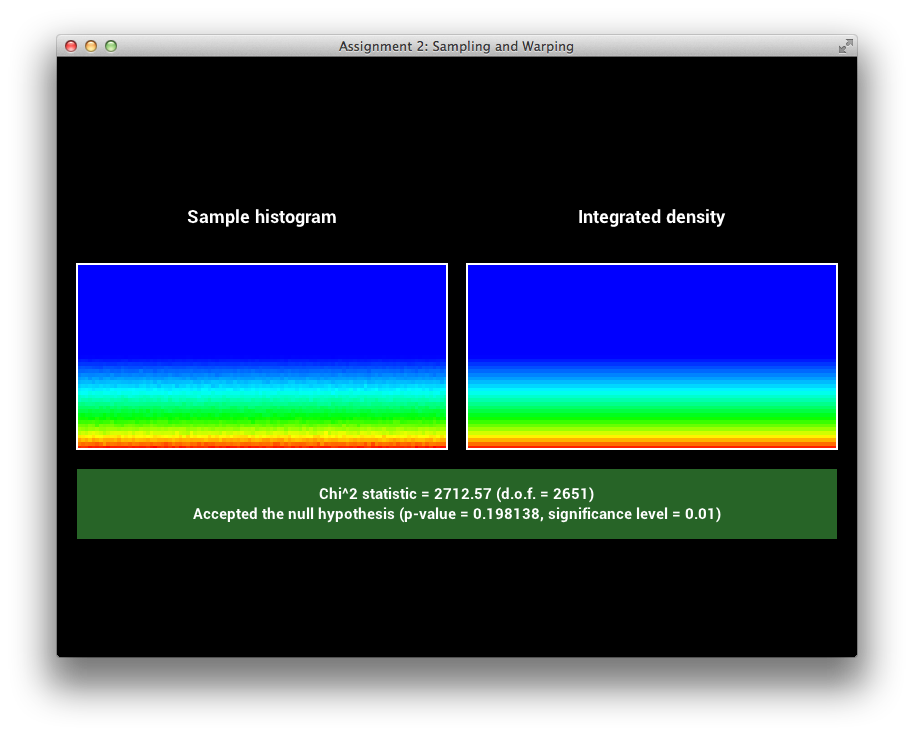 Assignment 2: Sampling and Warping
Sample histogram
Integrated density
Chi^2 statistic = 2712.57 (d.o.f. = 2651)
Accepted the null hypothesis (p-value = 0.198138, significance level = 0.01)